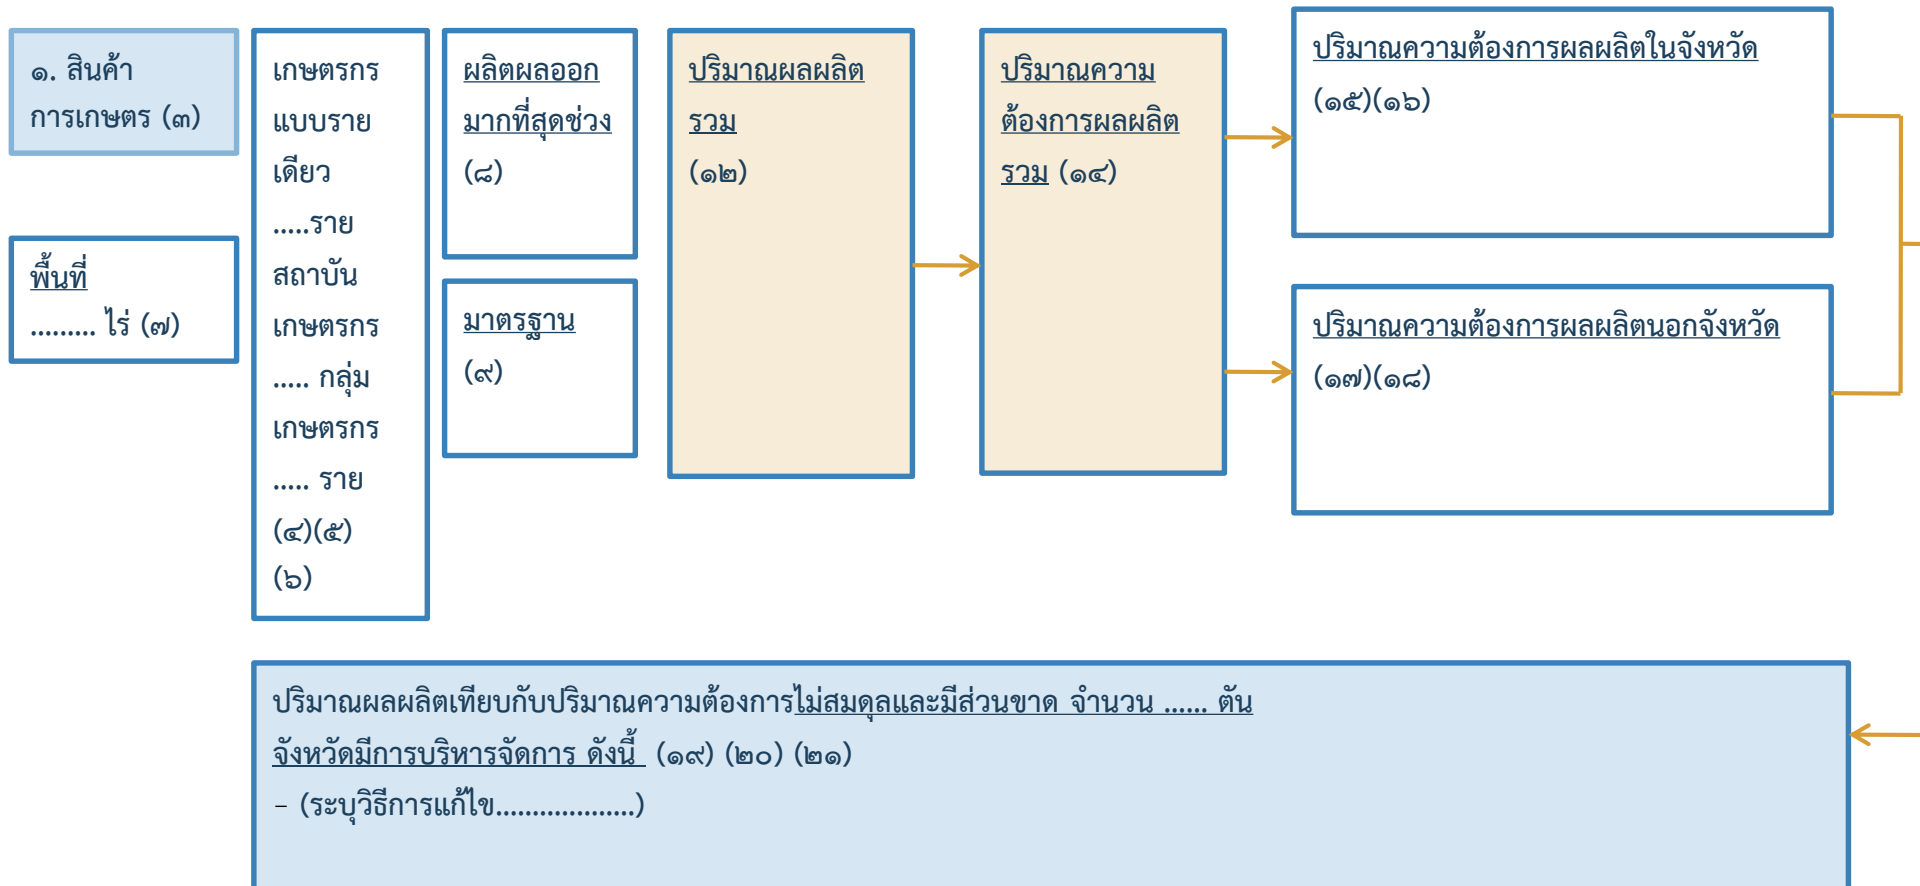 ๑. สินค้า
การเกษตร (๓)
พื้นที่
......... ไร่ (๗)
เกษตรกร
แบบราย
เดียว
.....ราย
สถาบัน
เกษตรกร
..... กลุ่ม
เกษตรกร
..... ราย
(๔)(๕)
(๖)
ผลิตผลออก
มากที่สุดช่วง
(๘)
มาตรฐาน
(๙)
ปริมาณผลผลิต
รวม
(๑๒)
ปริมาณความ
ต้องการผลผลิต
รวม (๑๔)
ปริมาณความต้องการผลผลิตในจังหวัด
(๑๕)(๑๖)
ปริมาณความต้องการผลผลิตนอกจังหวัด
(๑๗)(๑๘)
ปริมาณผลผลิตเทียบกับปริมาณความต้องการไม่สมดุลและมีส่วนขาด จำนวน ...... ตัน
จังหวัดมีการบริหารจัดการ ดังนี้ (๑๙) (๒๐) (๒๑)
- (ระบุวิธีการแก้ไข...................)